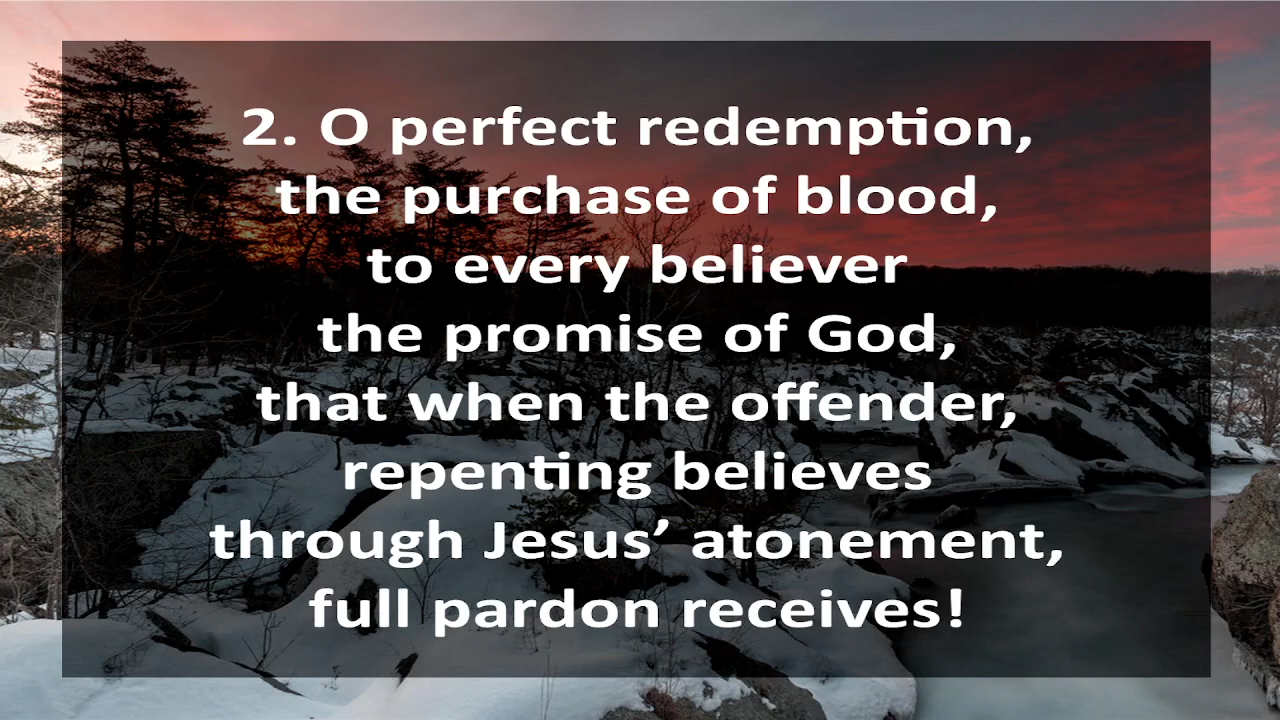 2. O perfect redemption,
the purchase of blood,
to every believer
the promise of God,
that when the offender,
repenting believes
through Jesus’ atonement,
full pardon receives!